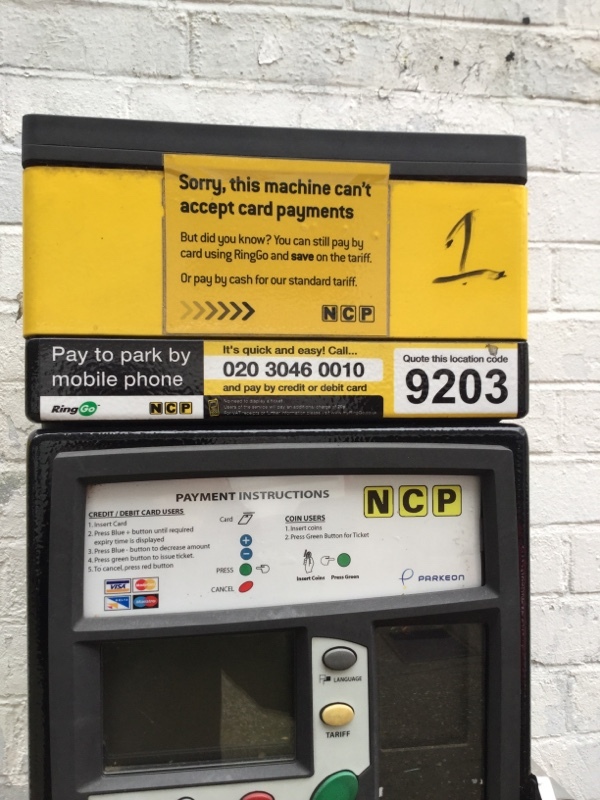 Sorry, this machine can't
accept card payments
But did you know? You can still pay by
card using RingGo and save on the tariff.
Or pay by cash for our standard tariff.
>>>>>>
NCP
1
Pay to park by
mobile phone
RingGo
NCP
It's quick and easy! Call...
020 3046 0010
and pay by credit or debit card
No need to display a ticket
Quote this location code
9203
PAYMENT INSTRUCTIONS
NCP
CREDIT / DEBIT CARD USERS
1. Insert Card
2. Press Blue + button until required
expiry time is displayed
3. Press Blue - button to decrease amount
4. Press green button to issue ticket.
5. To cancel, press red button
VISA
Card
+
-
PRESS
CANCEL
COIN USERS
1. Insert coins
2. Press Green Button for Ticket
Insert Coins
Press Green
PARKEON
LANGUAGE
TARIFF